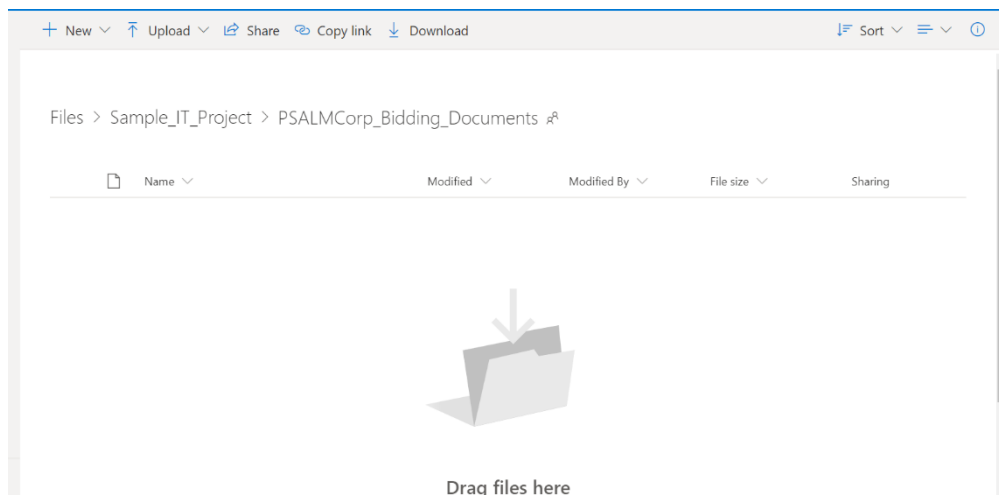 New Upload Share Copy link Download Sort
Files > Sample_IT_Project > PSALMCorp_Bidding_Documents
Name Modified Modified By File size Sharing
Drag files here